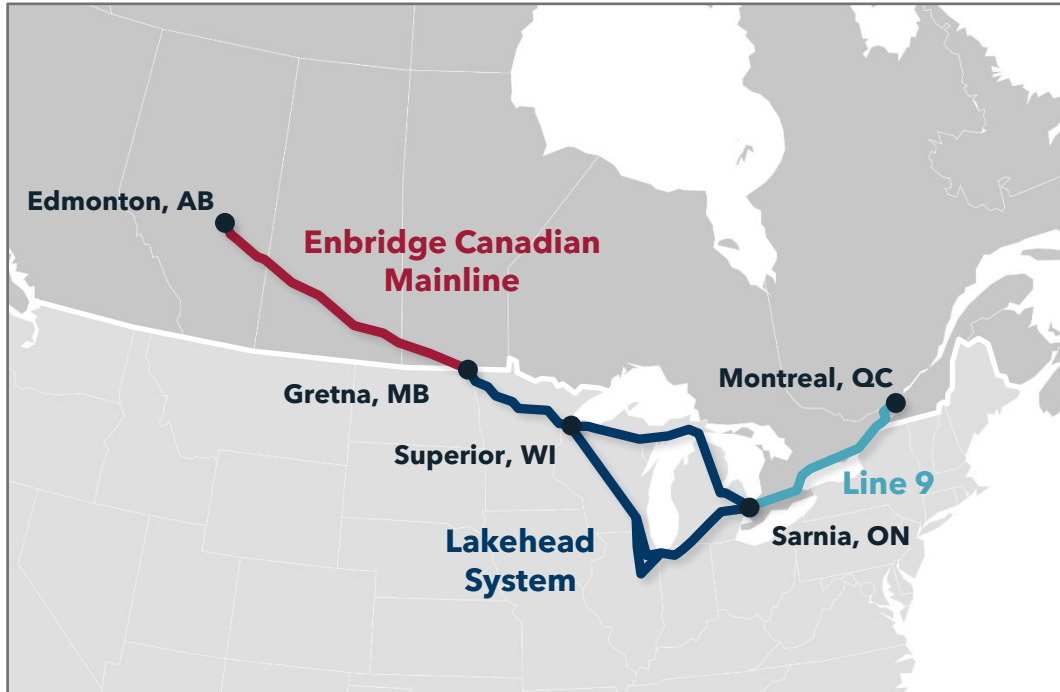 Edmonton, AB
Enbridge Canadian
Mainline
Gretna, MB
Montreal, QC
Superior, WI
Line 9
Lakehead
System
Sarnia, ON